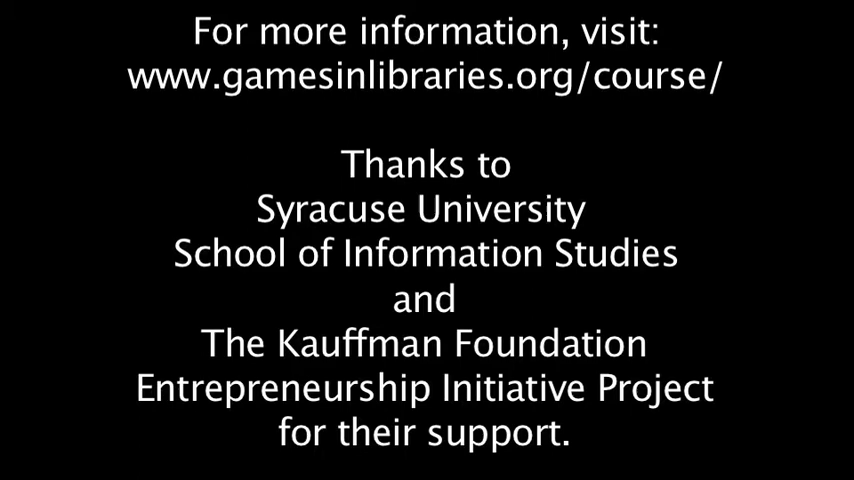 For more information, visit:
www.gamesinlibraries.org/course/
Thanks to
Syracuse University
School of Information Studies
and
The Kauffman Foundation
Entrepreneurship Initiative Project
for their support.